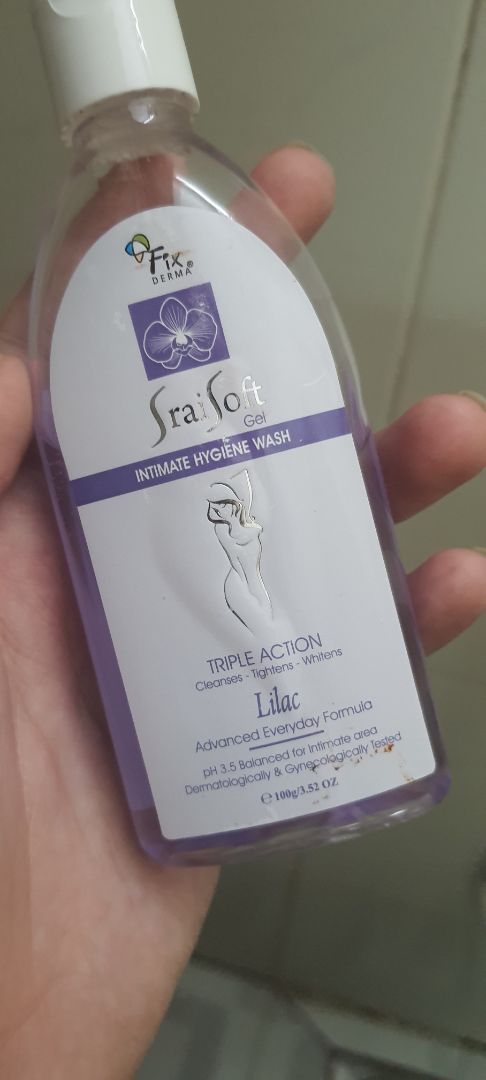 Fix®
DERMA
SraiSoft
Gel
INTIMATE HYGIENE WASH
TRIPLE ACTION
Cleanses - Tightens - Whitens
Lilac
Advanced Everyday Formula
pH 3.5 Balanced for Intimate area
Dermatologically & Gynecologically Tested
℮ 100g/3.52 OZ